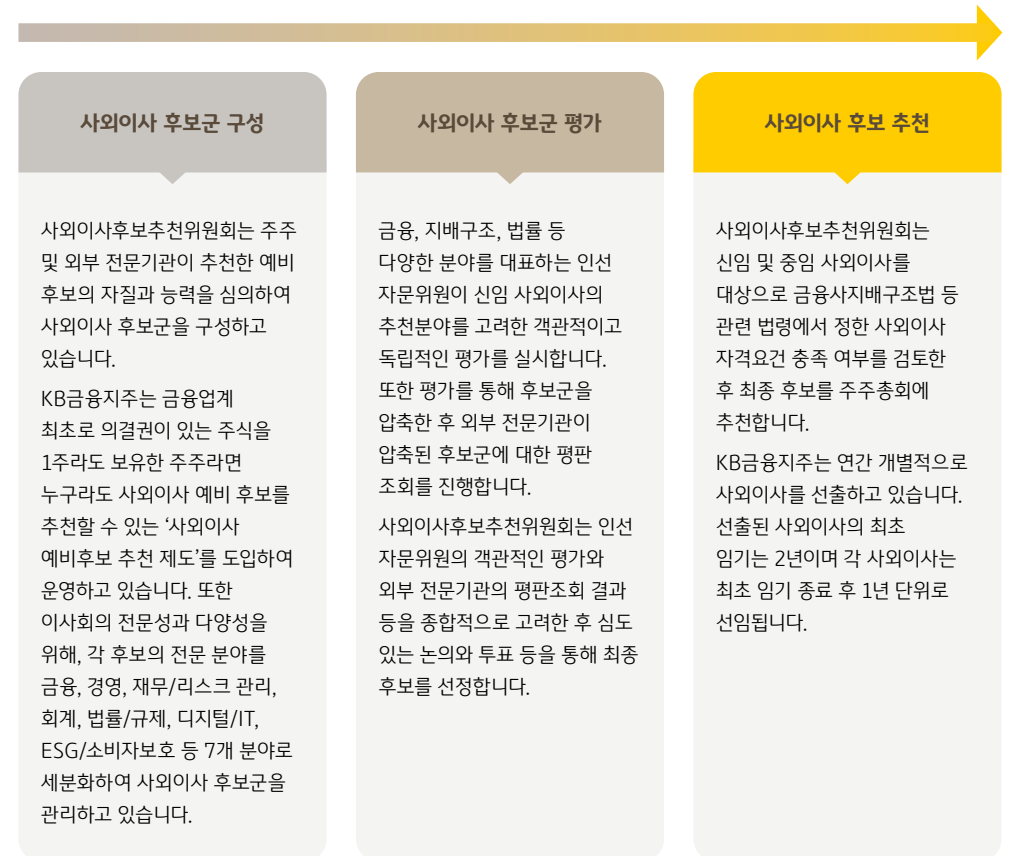 사외이사 후보군 구성
사외이사후보추천위원회는 주주
및 외부 전문기관이 추천한 예비
후보의 자질과 능력을 심의하여
사외이사 후보군을 구성하고
있습니다.
KB금융지주는 금융업계
최초로 의결권이 있는 주식을
1주라도 보유한 주주라면
누구라도 사외이사 예비 후보를
추천할 수 있는 ‘사외이사
예비후보 추천 제도’를 도입하여
운영하고 있습니다. 또한
이사회의 전문성과 다양성을
위해, 각 후보의 전문 분야를
금융, 경영, 재무/리스크 관리,
회계, 법률/규제, 디지털/IT,
ESG/소비자보호 등 7개 분야로
세분화하여 사외이사 후보군을
관리하고 있습니다.
사외이사 후보군 평가
금융, 지배구조, 법률 등
다양한 분야를 대표하는 인선
자문위원이 신임 사외이사의
추천분야를 고려한 객관적이고
독립적인 평가를 실시합니다.
또한 평가를 통해 후보군을
압축한 후 외부 전문기관이
압축된 후보군에 대한 평판
조회를 진행합니다.
사외이사후보추천위원회는 인선
자문위원의 객관적인 평가와
외부 전문기관의 평판조회 결과
등을 종합적으로 고려한 후 심도
있는 논의와 투표 등을 통해 최종
후보를 선정합니다.
사외이사 후보 추천
사외이사후보추천위원회는
신임 및 중임 사외이사를
대상으로 금융사지배구조법 등
관련 법령에서 정한 사외이사
자격요건 충족 여부를 검토한
후 최종 후보를 주주총회에
추천합니다.
KB금융지주는 연간 개별적으로
사외이사를 선출하고 있습니다.
선출된 사외이사의 최초
임기는 2년이며 각 사외이사는
최초 임기 종료 후 1년 단위로
선임됩니다.